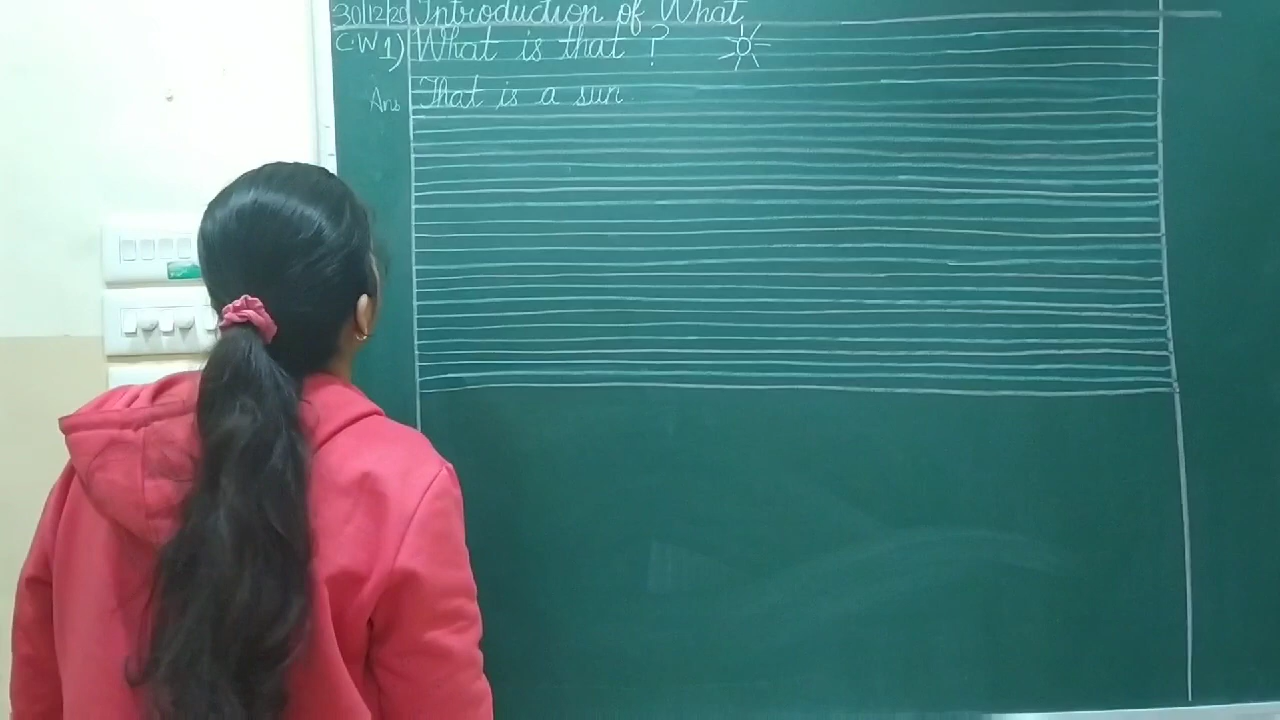 30/12/20 Introduction of What
C.W 1) What is that ?
Ans That is a sun.